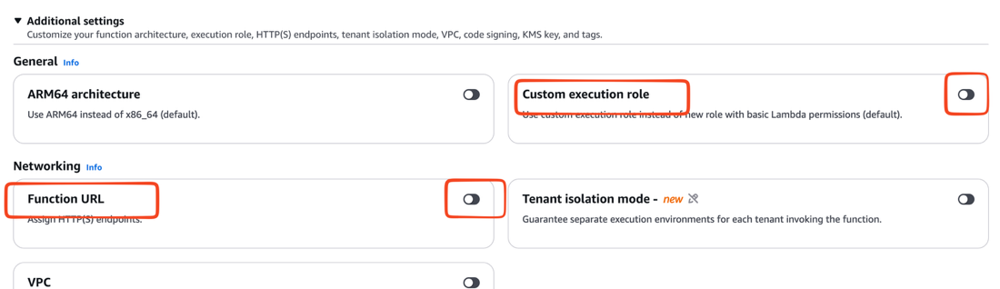 Additional settings
Customize your function architecture, execution role, HTTP(S) endpoints, tenant isolation mode, VPC, code signing, KMS key, and tags.
General Info
ARM64 architecture
Use ARM64 instead of x86_64 (default).
Custom execution role
Use custom execution role instead of new role with basic Lambda permissions (default).
Networking Info
Function URL
Assign HTTP(S) endpoints.
Tenant isolation mode - new
Guarantee separate execution environments for each tenant invoking the function.
VPC